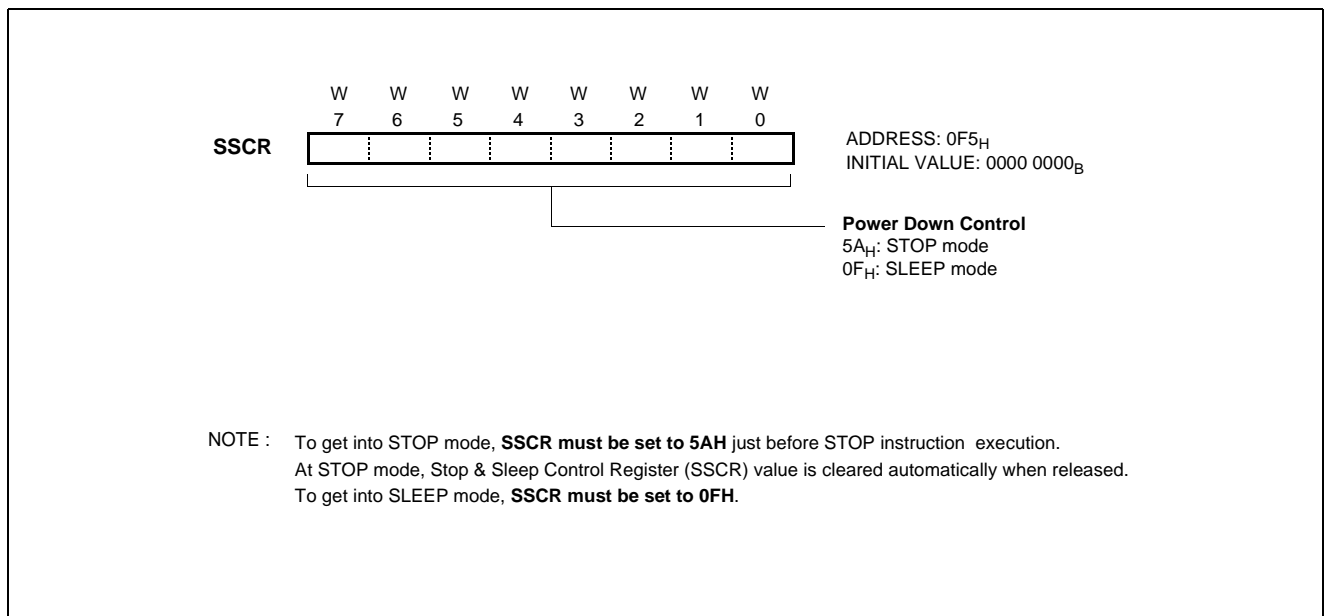 W W W W W W W W
7 6 5 4 3 2 1 0
SSCR
ADDRESS: 0F5H
INITIAL VALUE: 0000 0000B
Power Down Control
5AH: STOP mode
0FH: SLEEP mode
NOTE : To get into STOP mode, SSCR must be set to 5AH just before STOP instruction execution.
At STOP mode, Stop & Sleep Control Register (SSCR) value is cleared automatically when released.
To get into SLEEP mode, SSCR must be set to 0FH.